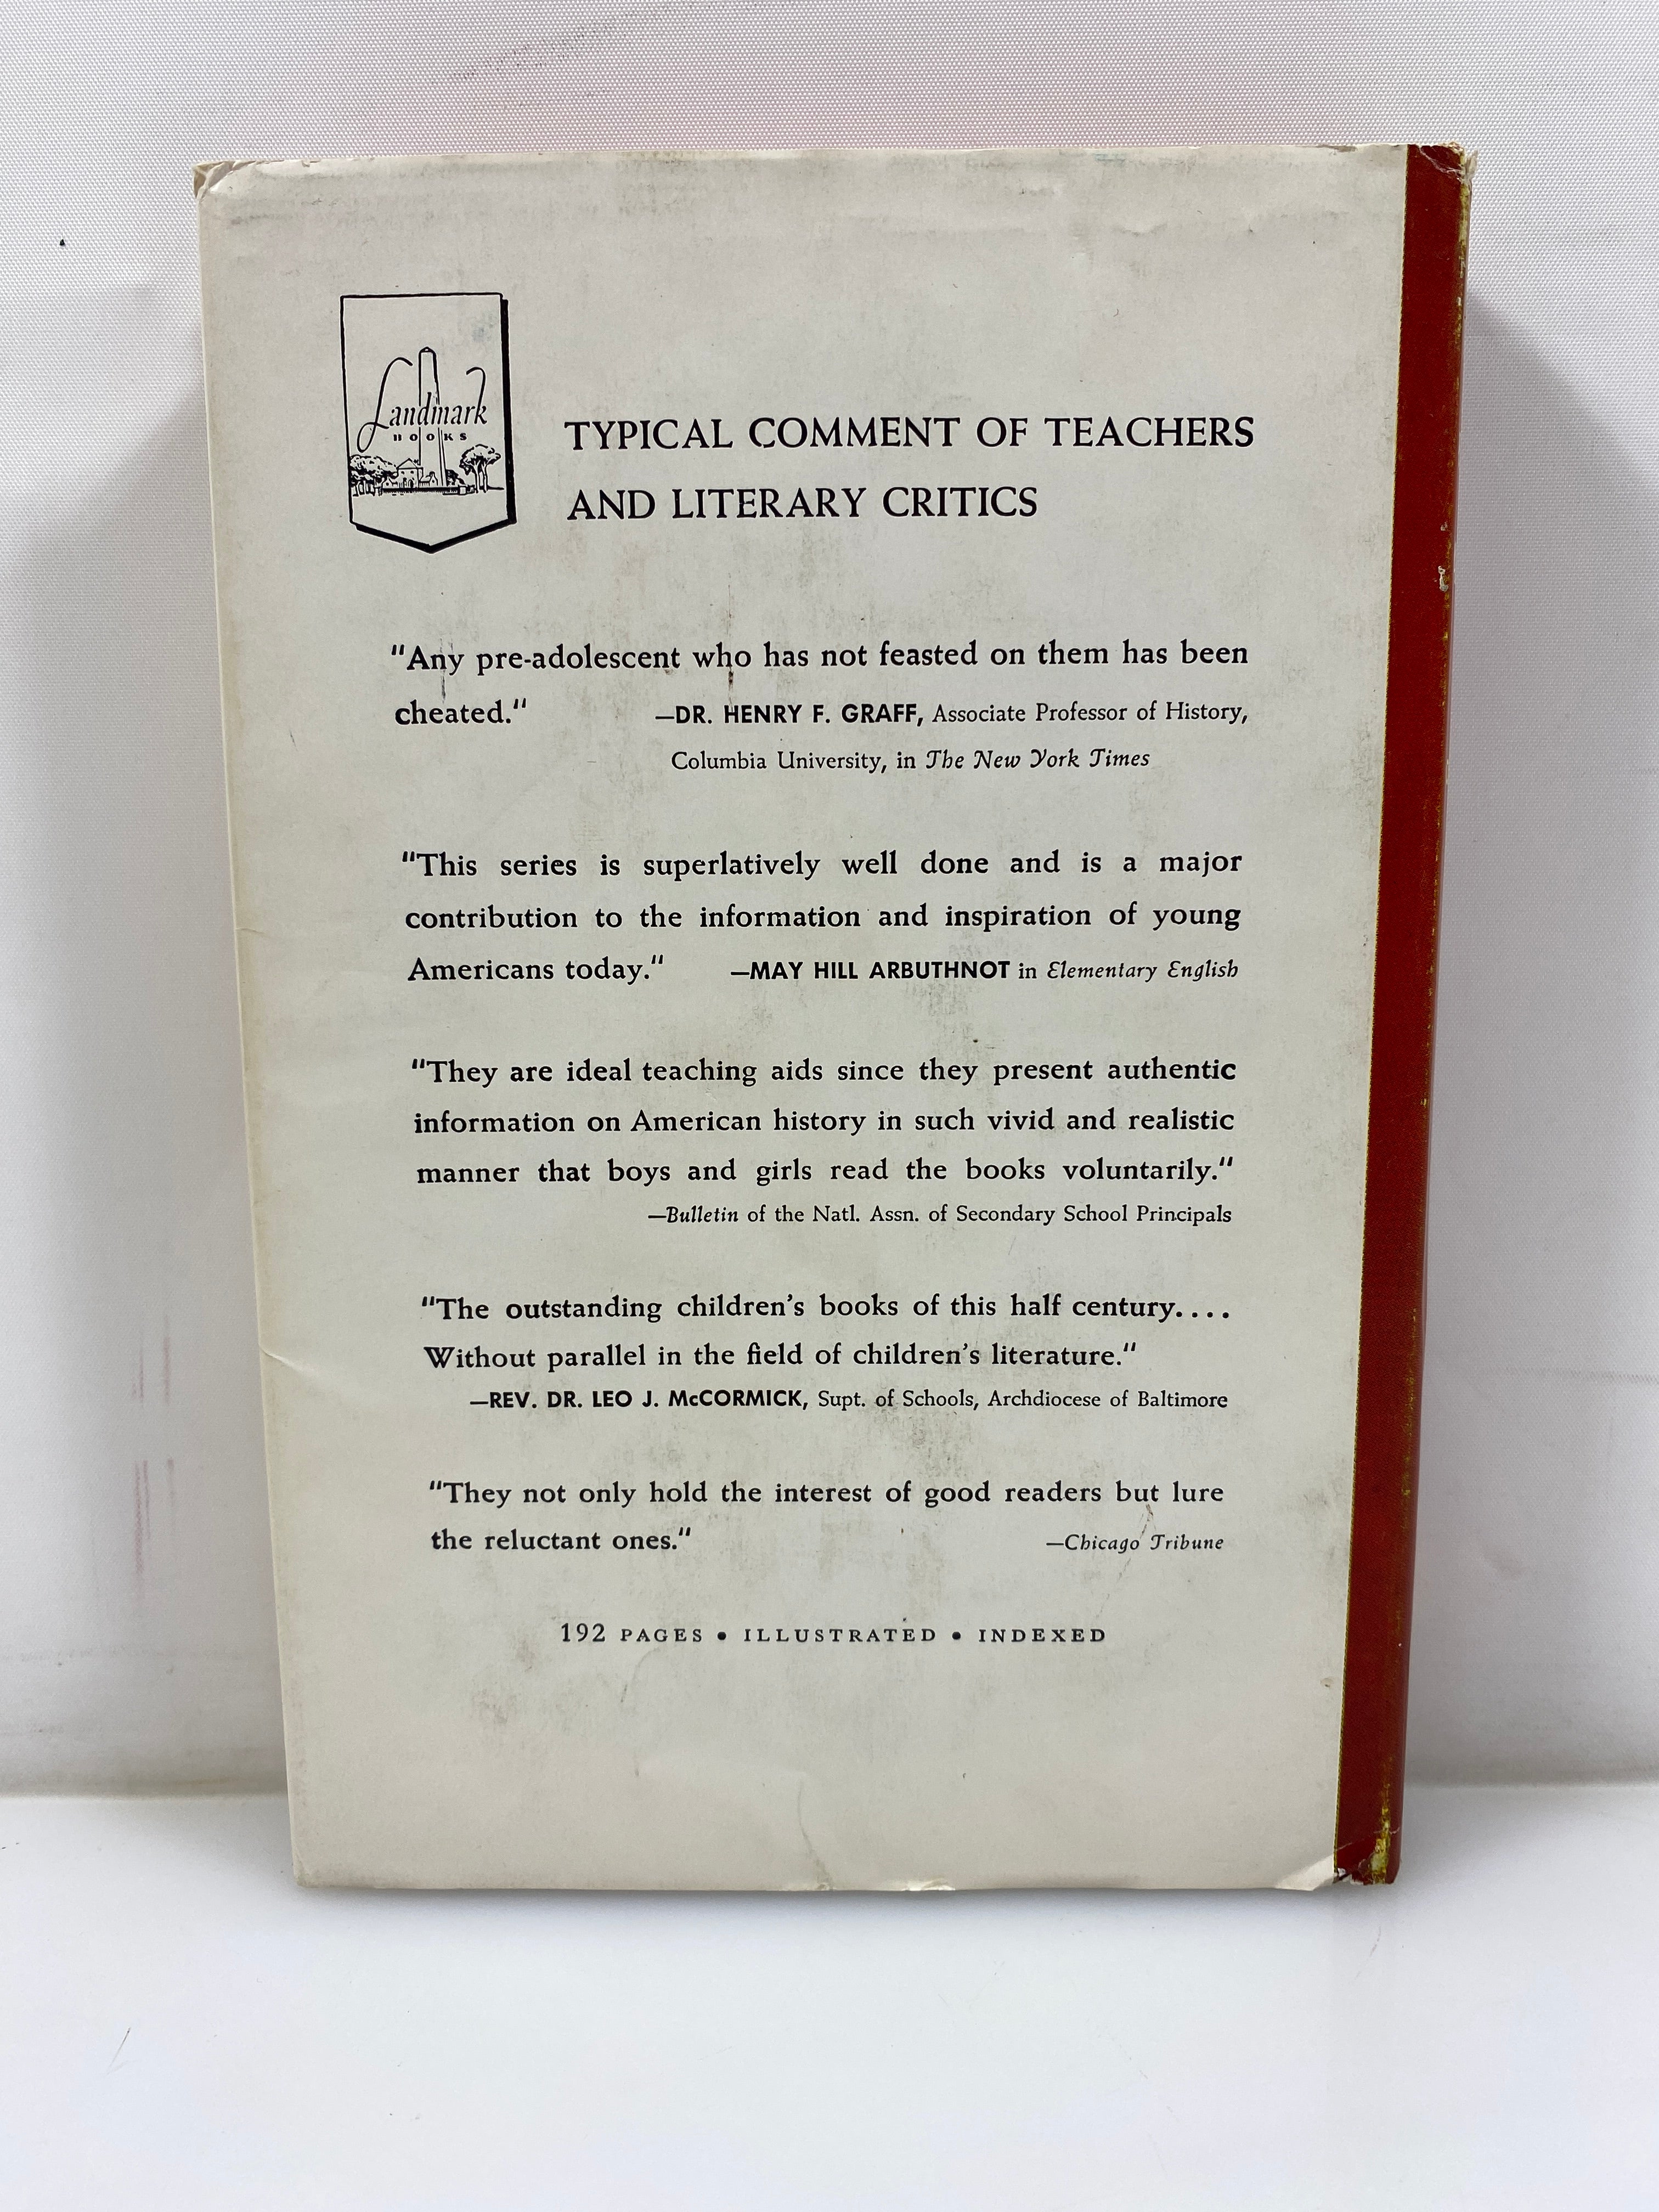 Landmark
BOOKS
TYPICAL COMMENT OF TEACHERS
AND LITERARY CRITICS
"Any pre-adolescent who has not feasted on them has been
cheated." —DR. HENRY F. GRAFF, Associate Professor of History,
Columbia University, in The New York Times
"This series is superlatively well done and is a major
contribution to the information and inspiration of young
Americans today." —MAY HILL ARBUTHNOT in Elementary English
"They are ideal teaching aids since they present authentic
information on American history in such vivid and realistic
manner that boys and girls read the books voluntarily."
—Bulletin of the Natl. Assn. of Secondary School Principals
"The outstanding children's books of this half century....
Without parallel in the field of children's literature."
—REV. DR. LEO J. McCORMICK, Supt. of Schools, Archdiocese of Baltimore
"They not only hold the interest of good readers but lure
the reluctant ones." —Chicago Tribune
192 PAGES • ILLUSTRATED • INDEXED